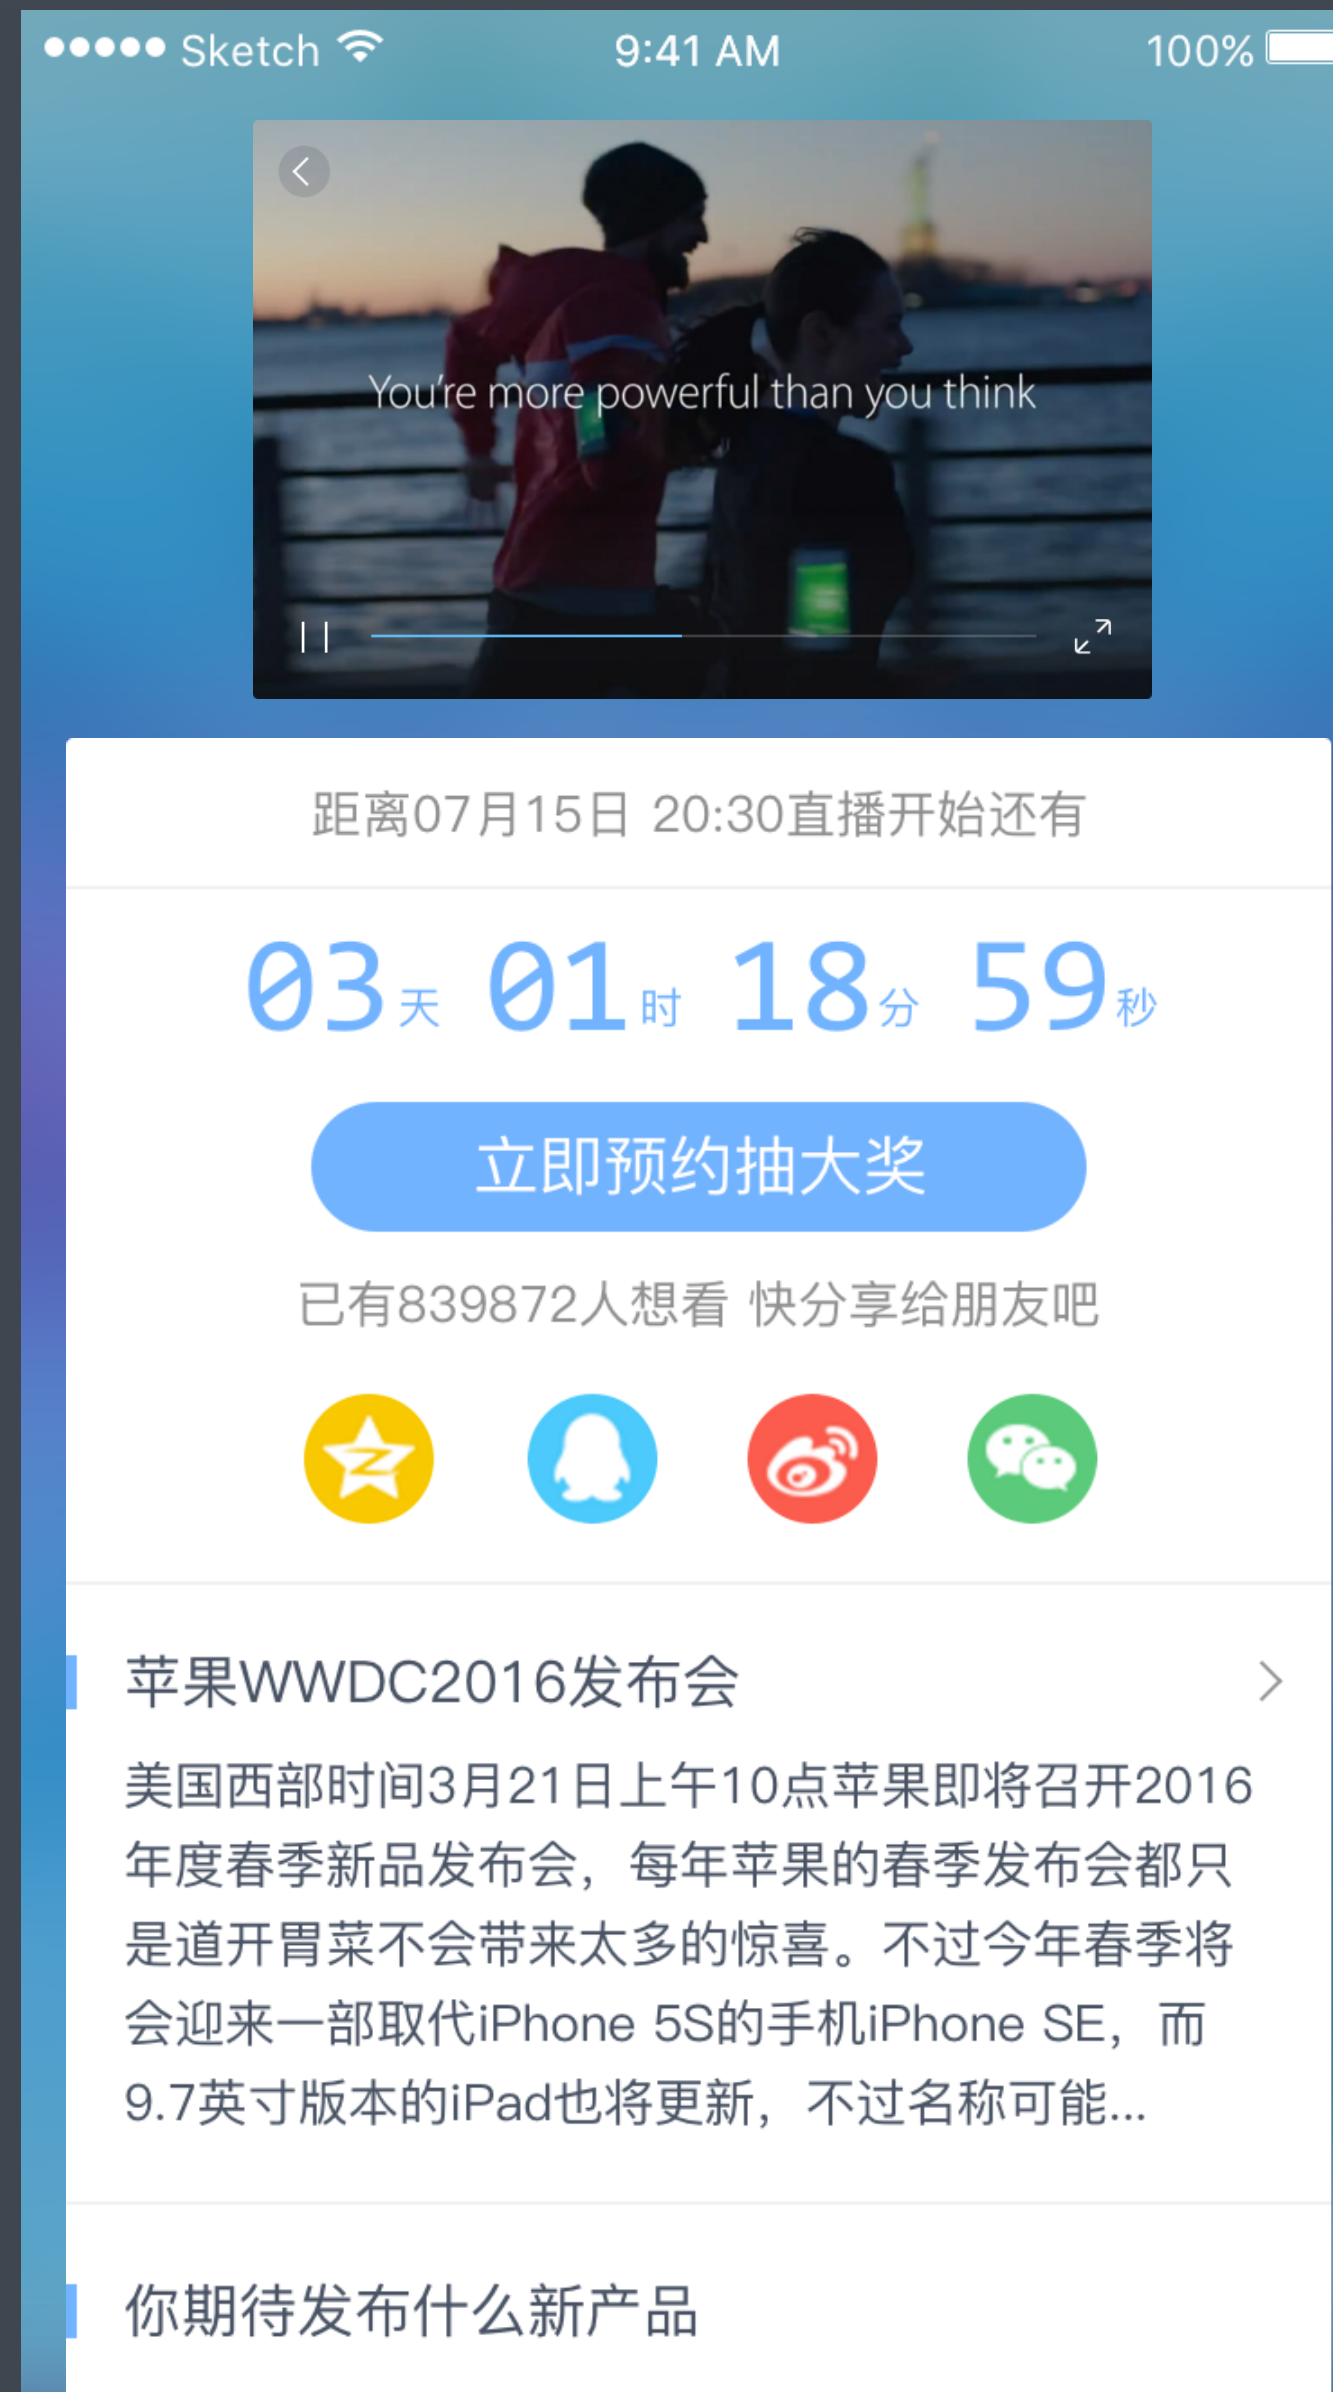 Sketch 9:41 AM 100%
You're more powerful than you think
距离07月15日 20:30直播开始还有
03天 01时 18分 59秒
立即预约抽大奖
已有839872人想看 快分享给朋友吧
苹果WWDC2016发布会
美国西部时间3月21日上午10点苹果即将召开2016
年度春季新品发布会，每年苹果的春季发布会都只
是道开胃菜不会带来太多的惊喜。不过今年春季将
会迎来一部取代iPhone 5S的手机iPhone SE，而
9.7英寸版本的iPad也将更新，不过名称可能...
你期待发布什么新产品